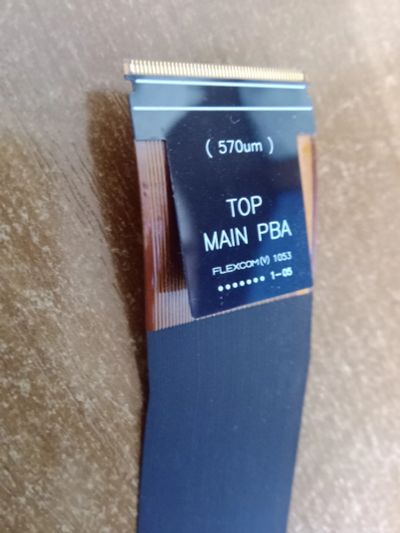 ( 570um )
TOP
MAIN PBA
FLEXCOM(V) 1053
••••••• 1-05